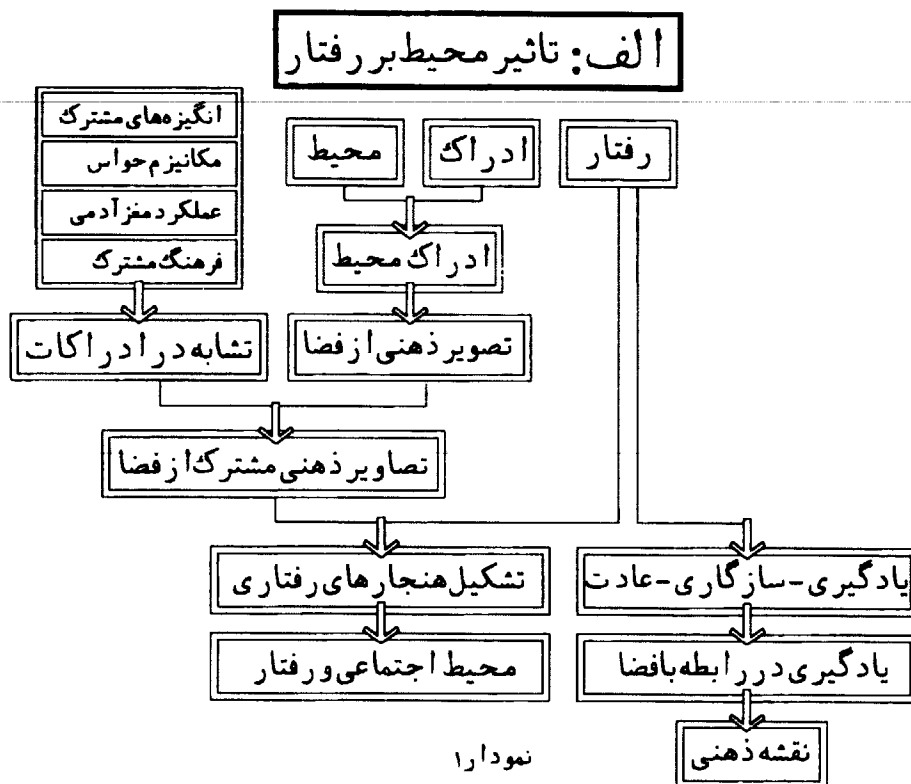 الف: تاثیر محیط بر رفتار
رفتار
ادراک
محیط
انگیزه‌های مشترک
مکانیزم حواس
عملکرد مغز آدمی
فرهنگ مشترک
ادراک محیط
تصویر ذهنی از فضا
تشابه در ادراکات
تصاویر ذهنی مشترک از فضا
یادگیری-سازگاری-عادت
تشکیل هنجارهای رفتاری
یادگیری در رابطه با فضا
محیط اجتماعی و رفتار
نقشه ذهنی
نمودار ۱